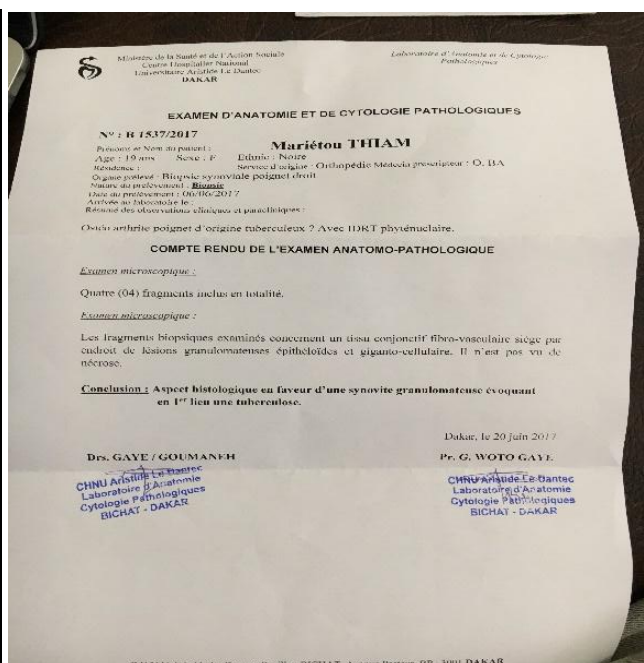 Ministère de la Santé et de l'Action Sociale
Centre Hospitalier National
Universitaire Aristide Le Dantec
DAKAR
Laboratoire d'Anatomie et de Cytologie
Pathologiques
EXAMEN D'ANATOMIE ET DE CYTOLOGIE PATHOLOGIQUES
N° : B 1537/2017
Prénoms et Nom du patient : Mariétou THIAM
Age : 19 ans Sexe : F Ethnie : Noire
Résidence : Service d'origine : Orthopédie Médecin prescripteur : O. BA
Organe prélevé : Biopsie synoviale poignet droit
Nature du prélèvement : Biopsie
Date du prélèvement : 06/06/2017
Arrivée au laboratoire le :
Résumé des observations cliniques et paracliniques :
Ostéo arthrite poignet d'origine tuberculeux ? Avec IDRT phyténuclaire.
COMPTE RENDU DE L'EXAMEN ANATOMO-PATHOLOGIQUE
Examen microscopique :
Quatre (04) fragments inclus en totalité.
Examen microscopique :
Les fragments biopsiques examinés concernent un tissu conjonctif fibro-vasculaire siège par
endroit de lésions granulomateuses épithéloïdes et giganto-cellulaire. Il n'est pas vu de
nécrose.
Conclusion : Aspect histologique en faveur d'une synovite granulomateuse évoquant
en 1er lieu une tuberculose.
Dakar, le 20 juin 2017
Drs. GAYE / GOUMANEH
Pr. G. WOTO GAYE
CHNU Aristide Le Dantec
Laboratoire d'Anatomie
Cytologie Pathologiques
BICHAT - DAKAR
CHNU Aristide Le Dantec
Laboratoire d'Anatomie
Cytologie Pathologiques
BICHAT - DAKAR